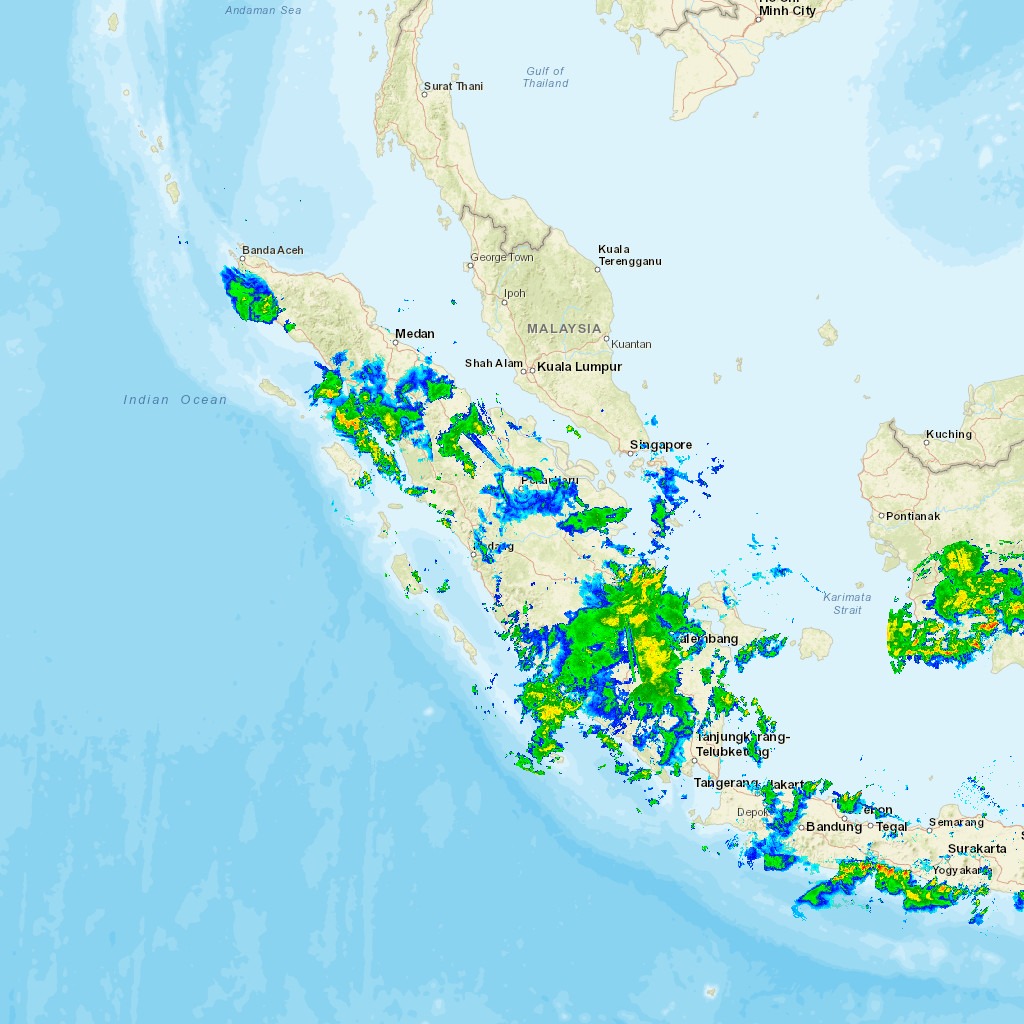 Andaman Sea
Minh City
Gulf of
Thailand
Surat Thani
Banda Aceh
George Town
Kuala
Terengganu
Ipoh
MALAYSIA
Medan
Kuantan
Shah Alam
Kuala Lumpur
Indian Ocean
Singapore
Kuching
Pontianak
Karimata
Strait
Tanjungkarang-
Telubketong
Tangerang
Jakarta
Depok
Bandung
Tegal
Semarang
Surakarta
Yogyakarta